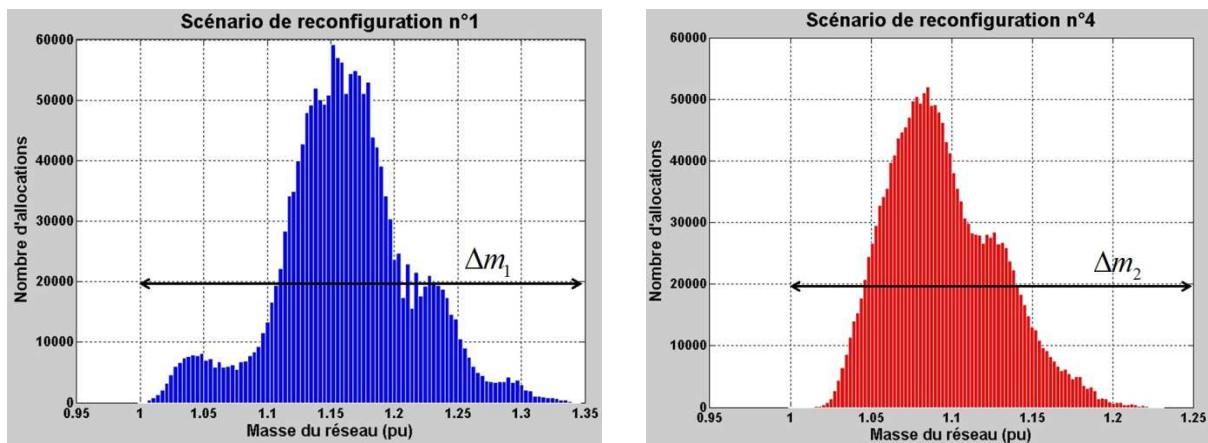 Scénario de reconfiguration n°1
60000
50000
40000
30000
20000
10000
0
Nombre d'allocations
Δm₁
0.95 1 1.05 1.1 1.15 1.2 1.25 1.3 1.35
Masse du réseau (pu)
Scénario de reconfiguration n°4
60000
50000
40000
30000
20000
10000
0
Nombre d'allocations
Δm₂
0.95 1 1.05 1.1 1.15 1.2 1.25
Masse du réseau (pu)